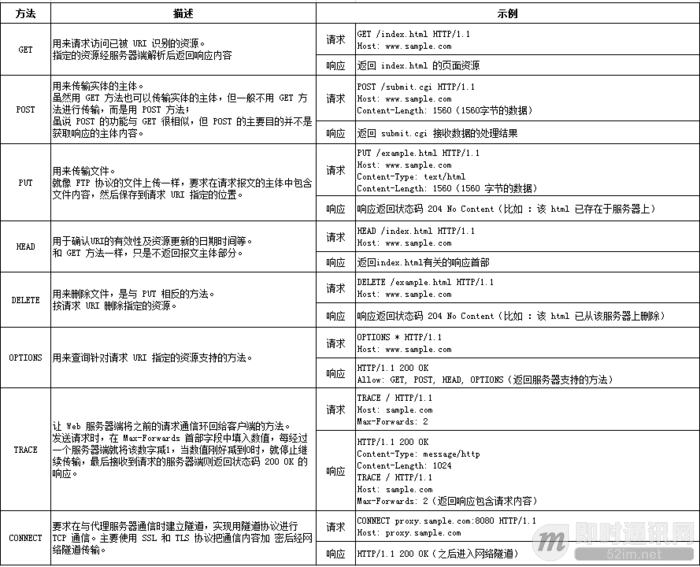 方法 描述 示例
GET
用来请求访问已被 URI 识别的资源。
指定的资源经服务器端解析后返回响应内容
请求
GET /index.html HTTP/1.1
Host: www.sample.com
响应
返回 index.html 的页面资源
POST
用来传输实体的主体。
虽然用 GET 方法也可以传输实体的主体，但一般不用 GET 方
法进行传输，而是用 POST 方法；
虽说 POST 的功能与 GET 很相似，但 POST 的主要目的并不是
获取响应的主体内容。
请求
POST /submit.cgi HTTP/1.1
Host: www.sample.com
Content-Length: 1560（1560字节的数据）
响应
返回 submit.cgi 接收数据的处理结果
PUT
用来传输文件。
就像 FTP 协议的文件上传一样，要求在请求报文的主体中包含
文件内容，然后保存到请求 URI 指定的位置。
请求
PUT /example.html HTTP/1.1
Host: www.sample.com
Content-Type: text/html
Content-Length: 1560（1560 字节的数据）
响应
响应返回状态码 204 No Content（比如 ：该 html 已存在于服务器上）
HEAD
用于确认URI的有效性及资源更新的日期时间等。
和 GET 方法一样，只是不返回报文主体部分。
请求
HEAD /index.html HTTP/1.1
Host: www.sample.com
响应
返回index.html有关的响应首部
DELETE
用来删除文件，是与 PUT 相反的方法。
按请求 URI 删除指定的资源。
请求
DELETE /example.html HTTP/1.1
Host: www.sample.com
响应
响应返回状态码 204 No Content（比如 ：该 html 已从该服务器上删除）
OPTIONS
用来查询针对请求 URI 指定的资源支持的方法。
请求
OPTIONS * HTTP/1.1
Host: www.sample.com
响应
HTTP/1.1 200 OK
Allow: GET, POST, HEAD, OPTIONS（返回服务器支持的方法）
TRACE
让 Web 服务器端将之前的请求通信环回给客户端的方法。
发送请求时，在 Max-Forwards 首部字段中填入数值，每经过
一个服务器端就将该数字减1，当数值刚好减到0时，就停止继
续传输，最后接收到请求的服务器端则返回状态码 200 OK 的
响应。
请求
TRACE / HTTP/1.1
Host: sample.com
Max-Forwards: 2
响应
HTTP/1.1 200 OK
Content-Type: message/http
Content-Length: 1024
TRACE / HTTP/1.1
Host: sample.com
Max-Forwards: 2（返回响应包含请求内容）
CONNECT
要求在与代理服务器通信时建立隧道，实现用隧道协议进行
TCP 通信。主要使用 SSL 和 TLS 协议把通信内容加 密后经网
络隧道传输。
请求
CONNECT proxy.sample.com:8080 HTTP/1.1
Host: proxy.sample.com
响应
HTTP/1.1 200 OK（之后进入网络隧道）
即时通讯网
52im.net